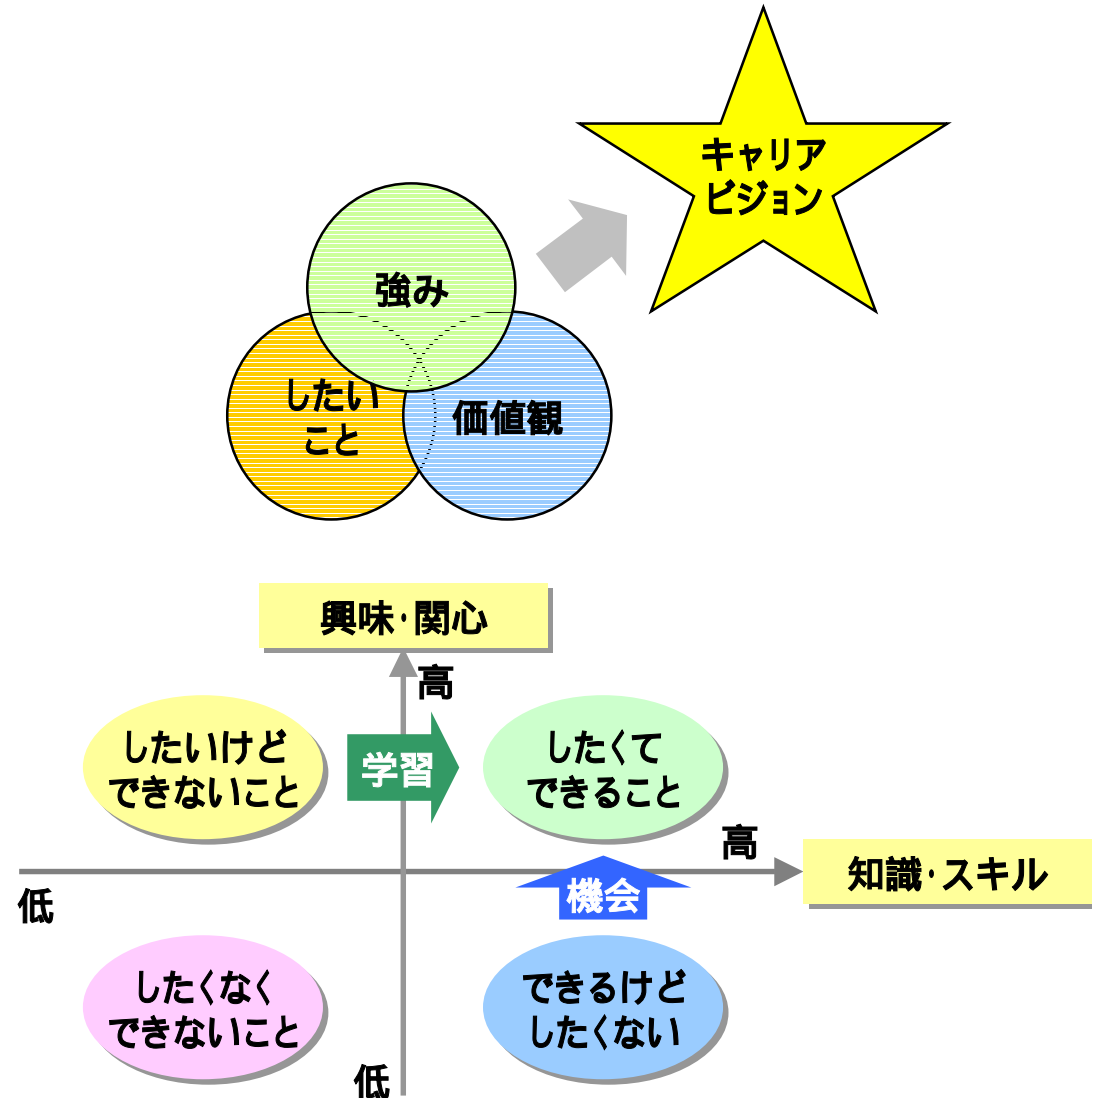 キャリア
ビジョン
強み
したい
こと
価値観
興味・関心
高
したいけど
できないこと
学習
したくて
できること
高
知識・スキル
低
機会
したくなく
できないこと
できるけど
したくない
低